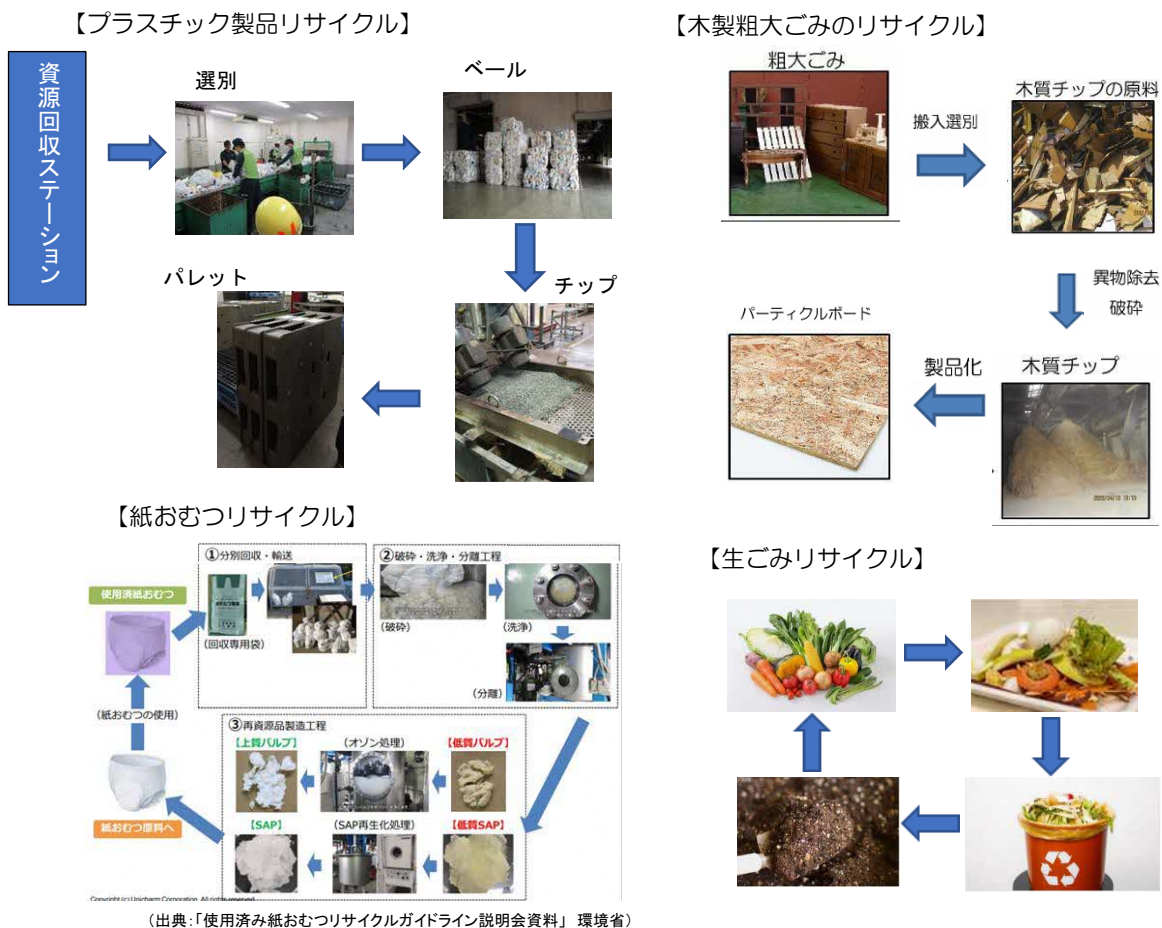 【プラスチック製品リサイクル】
資源回収ステーション
選別
ベール
チップ
パレット
【木製粗大ごみのリサイクル】
粗大ごみ
搬入選別
木質チップの原料
異物除去
破砕
木質チップ
製品化
パーティクルボード
【紙おむつリサイクル】
使用済紙おむつ
(紙おむつの使用)
紙おむつ原料へ
①分別回収・輸送
(回収専用袋)
②破砕・洗浄・分離工程
(破砕)
(洗浄)
(分離)
③再資源品製造工程
【上質パルプ】
(オゾン処理)
【低質パルプ】
【SAP】
(SAP再生化処理)
【低質SAP】
Copyright (c) Unicharm Corporation. All rights reserved.
(出典:「使用済み紙おむつリサイクルガイドライン説明会資料」 環境省)
【生ごみリサイクル】